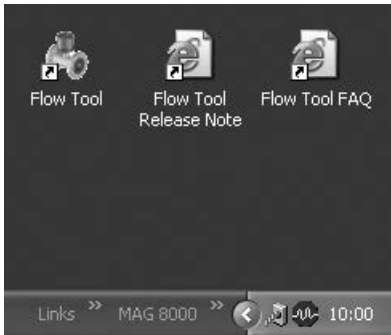 Flow Tool
Flow Tool
Release Note
Flow Tool FAQ
Links » MAG 8000 » 10:00